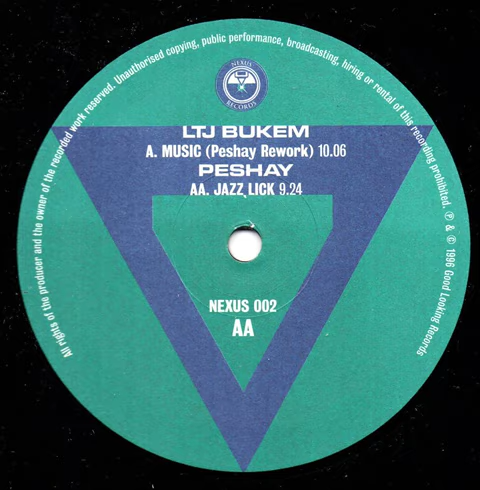 All rights of the producer and the owner of the recorded work reserved. Unauthorised copying, public performance, broadcasting, hiring or rental of this recording prohibited. ℗ & © 1996 Good Looking Records
NEXUS
RECORDS
LTJ BUKEM
A. MUSIC (Peshay Rework) 10.06
PESHAY
AA. JAZZ LICK 9.24
NEXUS 002
AA